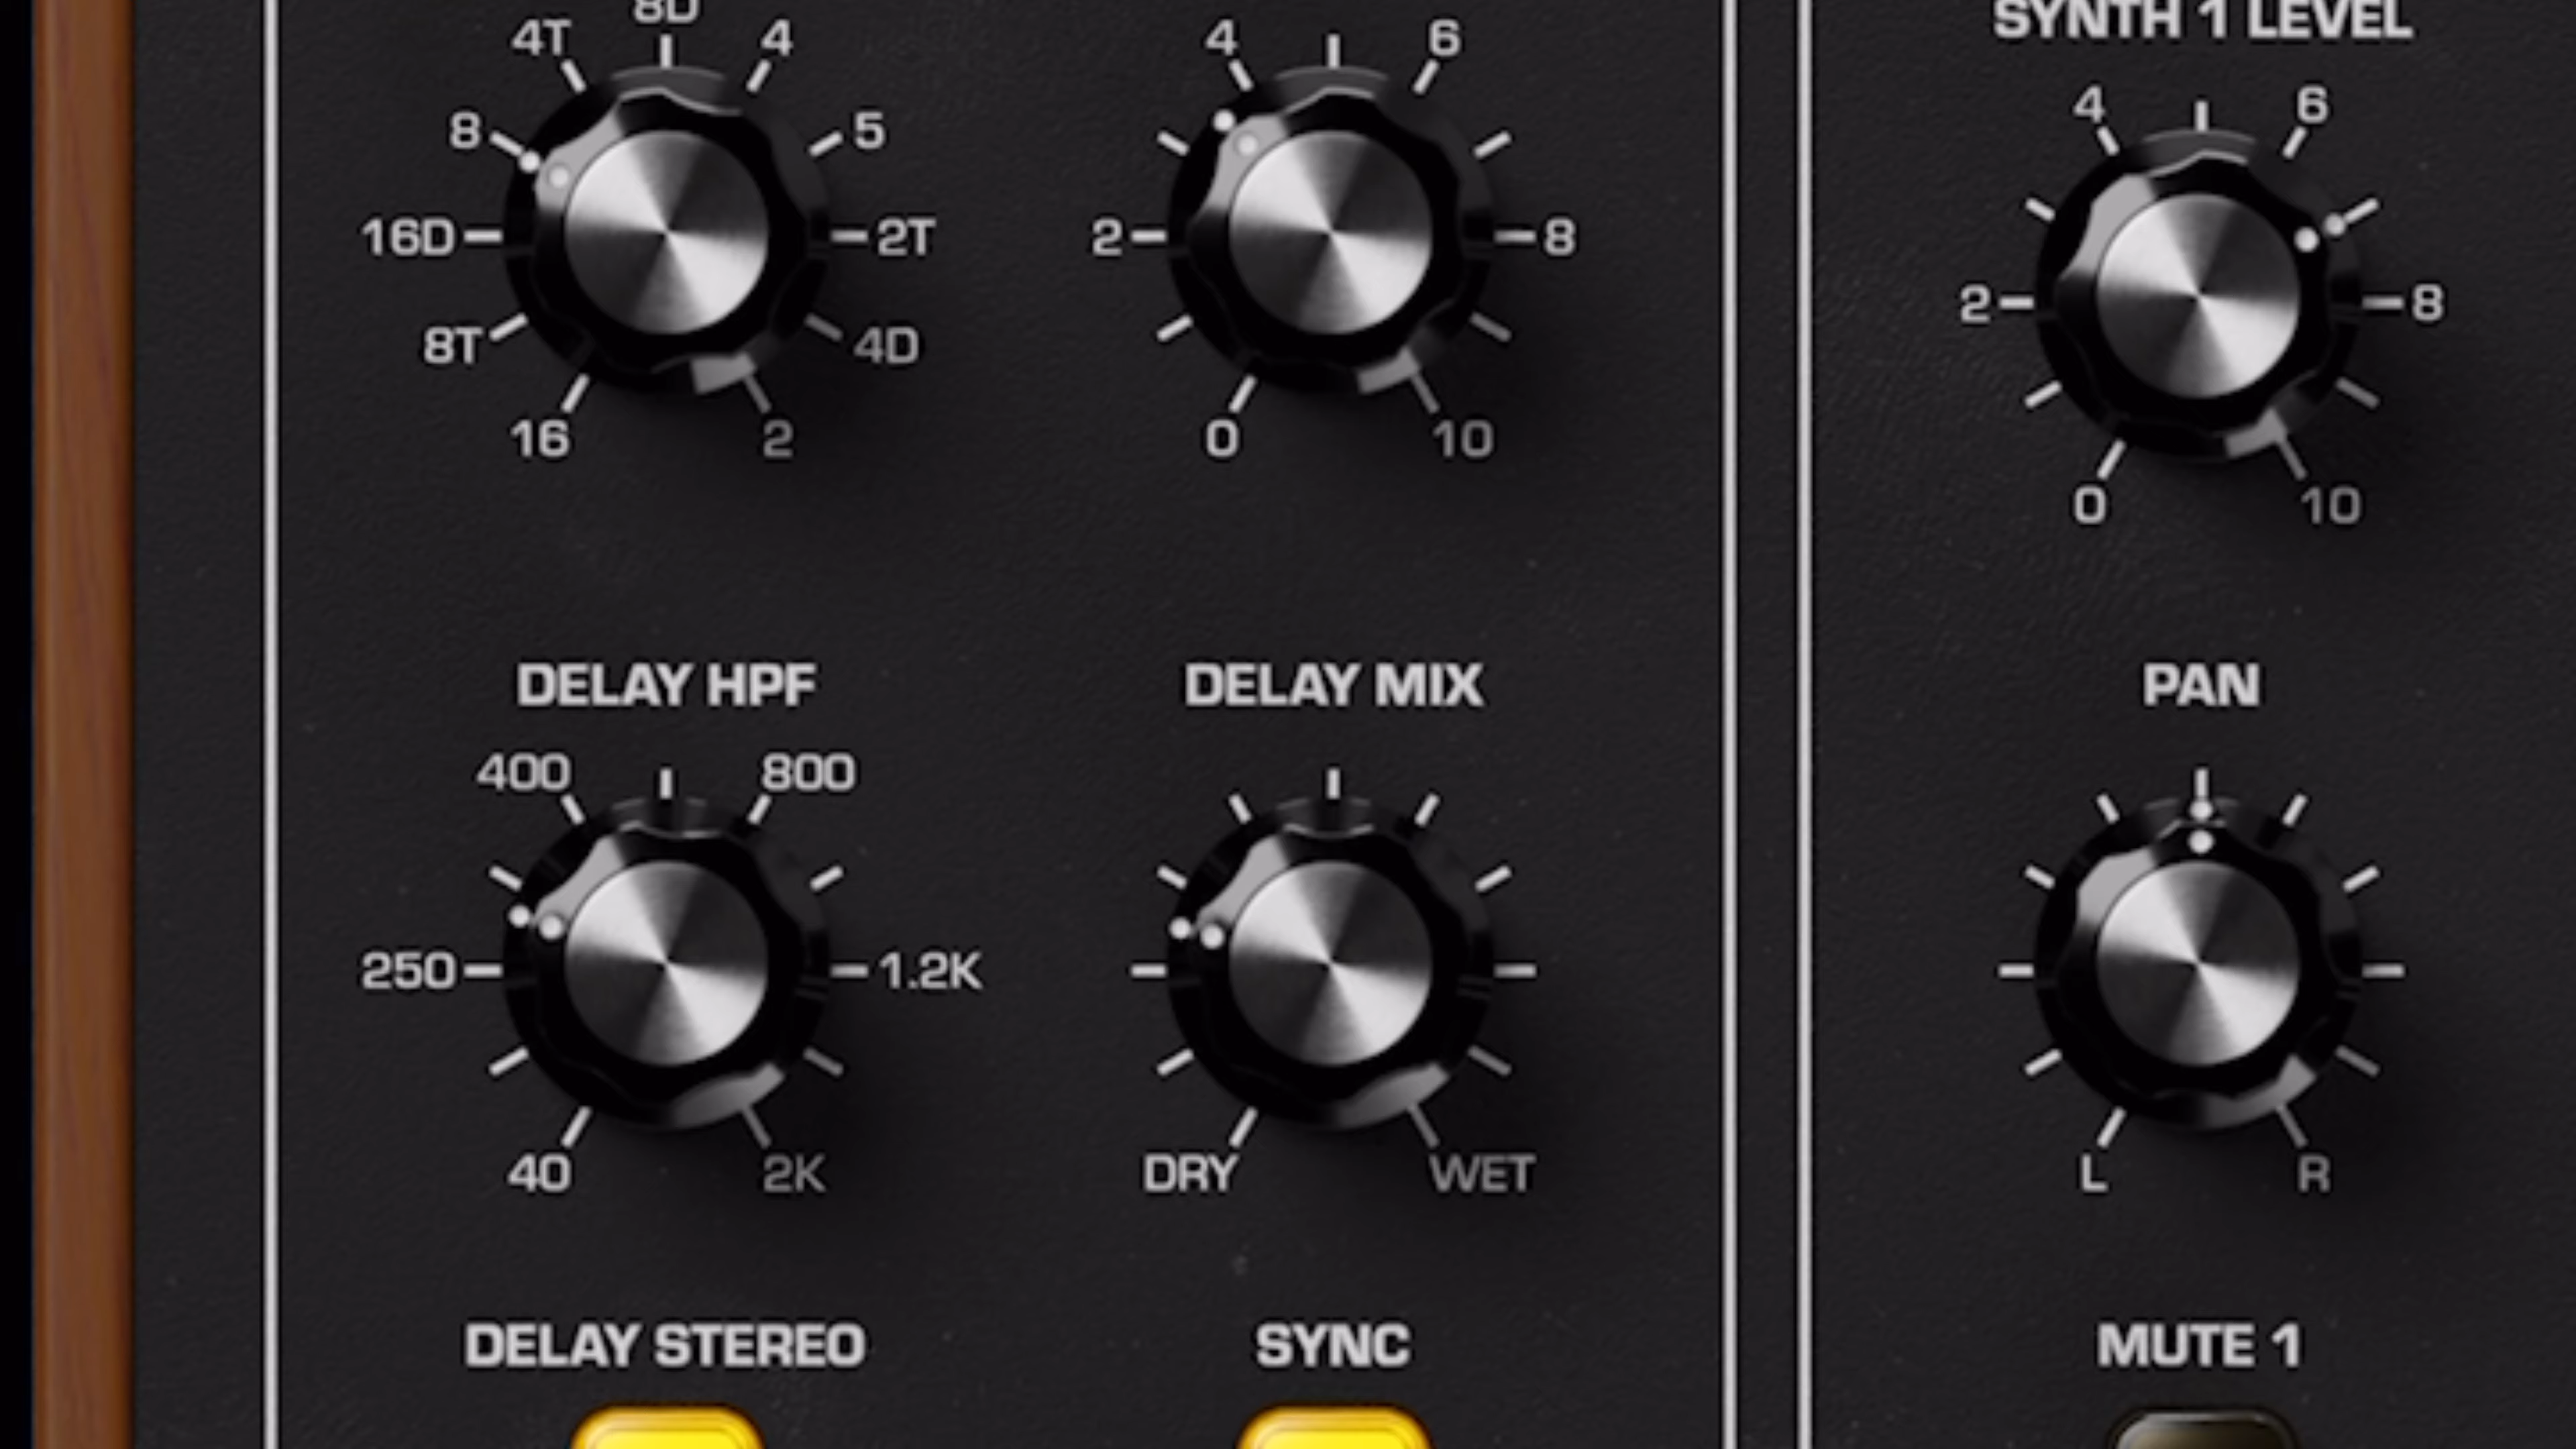 SYNTH 1 LEVEL
8D
4T 4
8 5
16D 2T
8T 4D
16 2
4 6
2 8
0 10
4 6
2 8
0 10
DELAY HPF
400 800
250 1.2K
40 2K
DELAY MIX
DRY WET
PAN
L R
DELAY STEREO
SYNC
MUTE 1